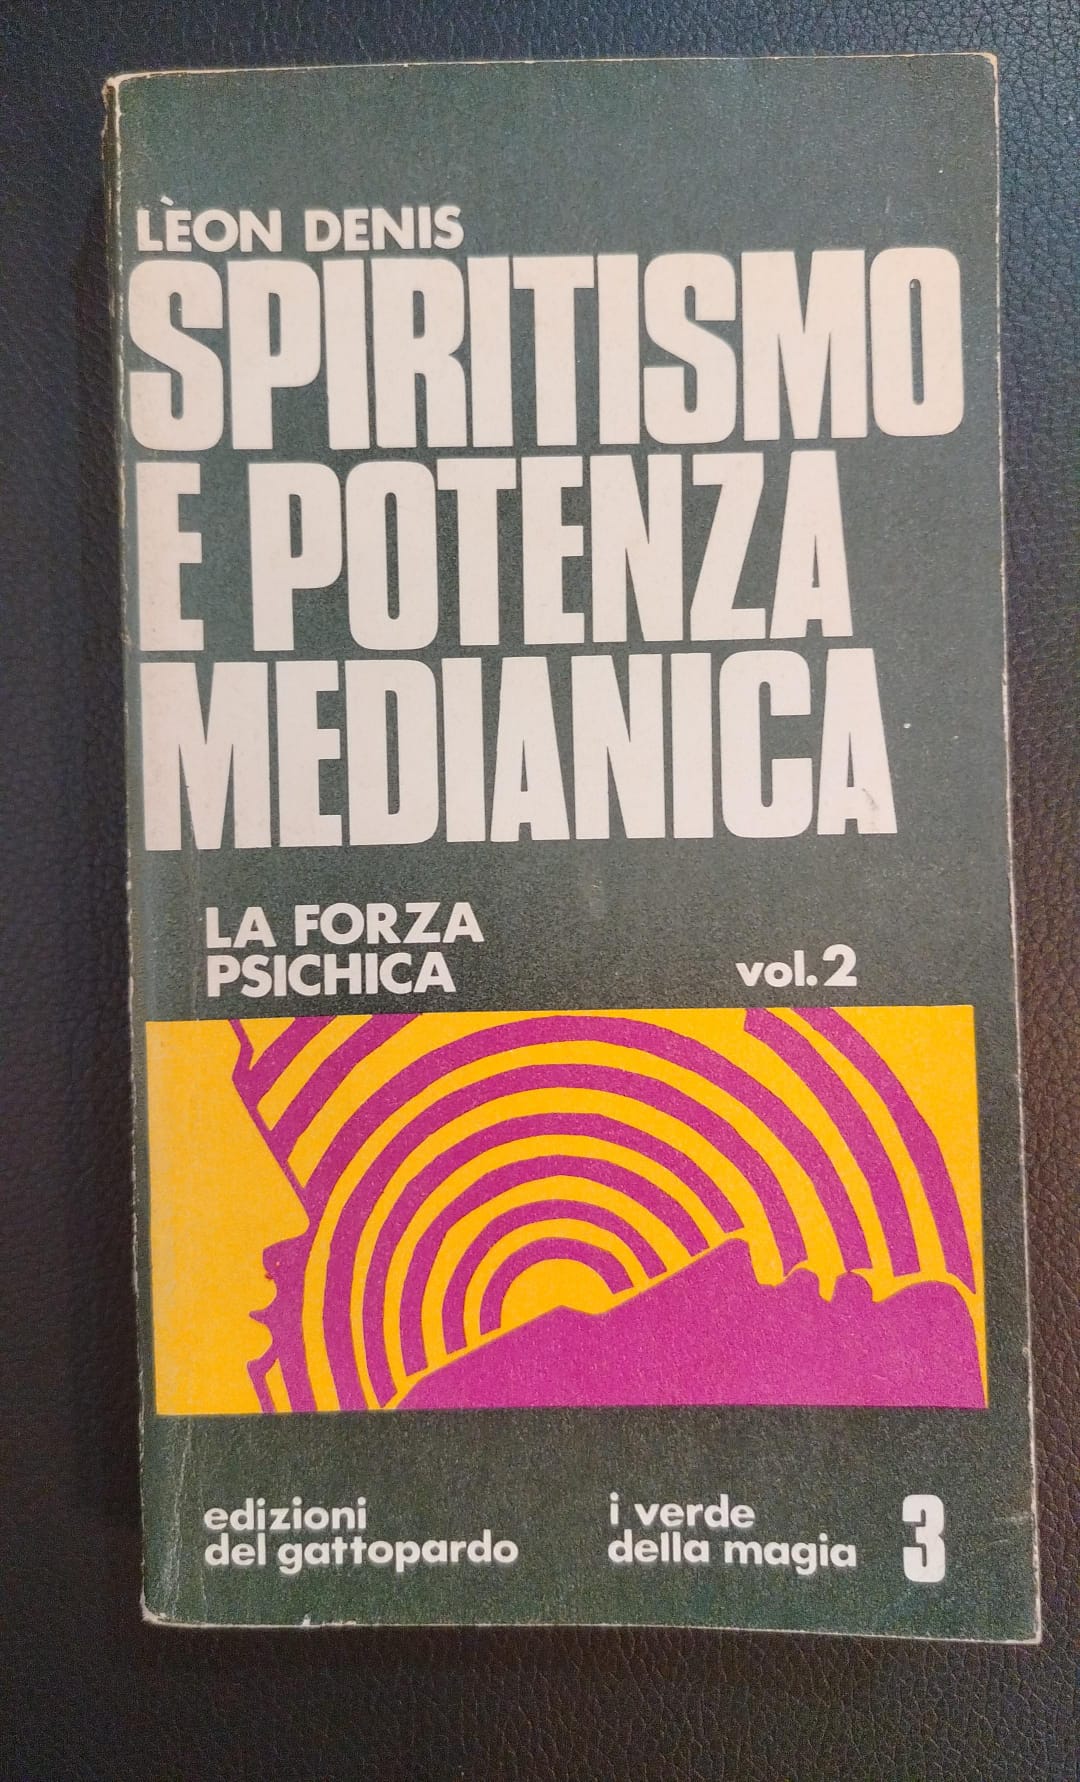 LÈON DENIS
SPIRITISMO
E POTENZA
MEDIANICA
LA FORZA
PSICHICA
vol.2
edizioni
del gattopardo
i verde
della magia
3